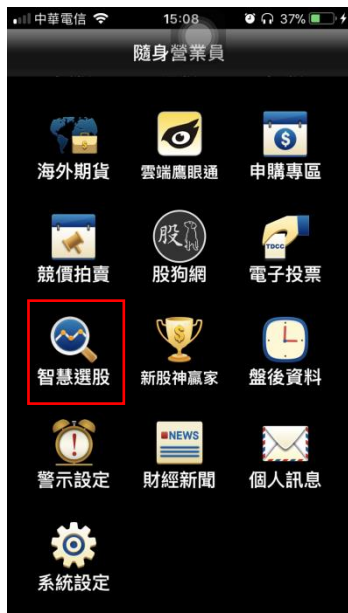 中華電信 15:08 37%
隨身營業員
海外期貨 雲端鷹眼通 申購專區
股 TDCC
競價拍賣 股狗網 電子投票
智慧選股 新股神贏家 盤後資料
NEWS
警示設定 財經新聞 個人訊息
系統設定